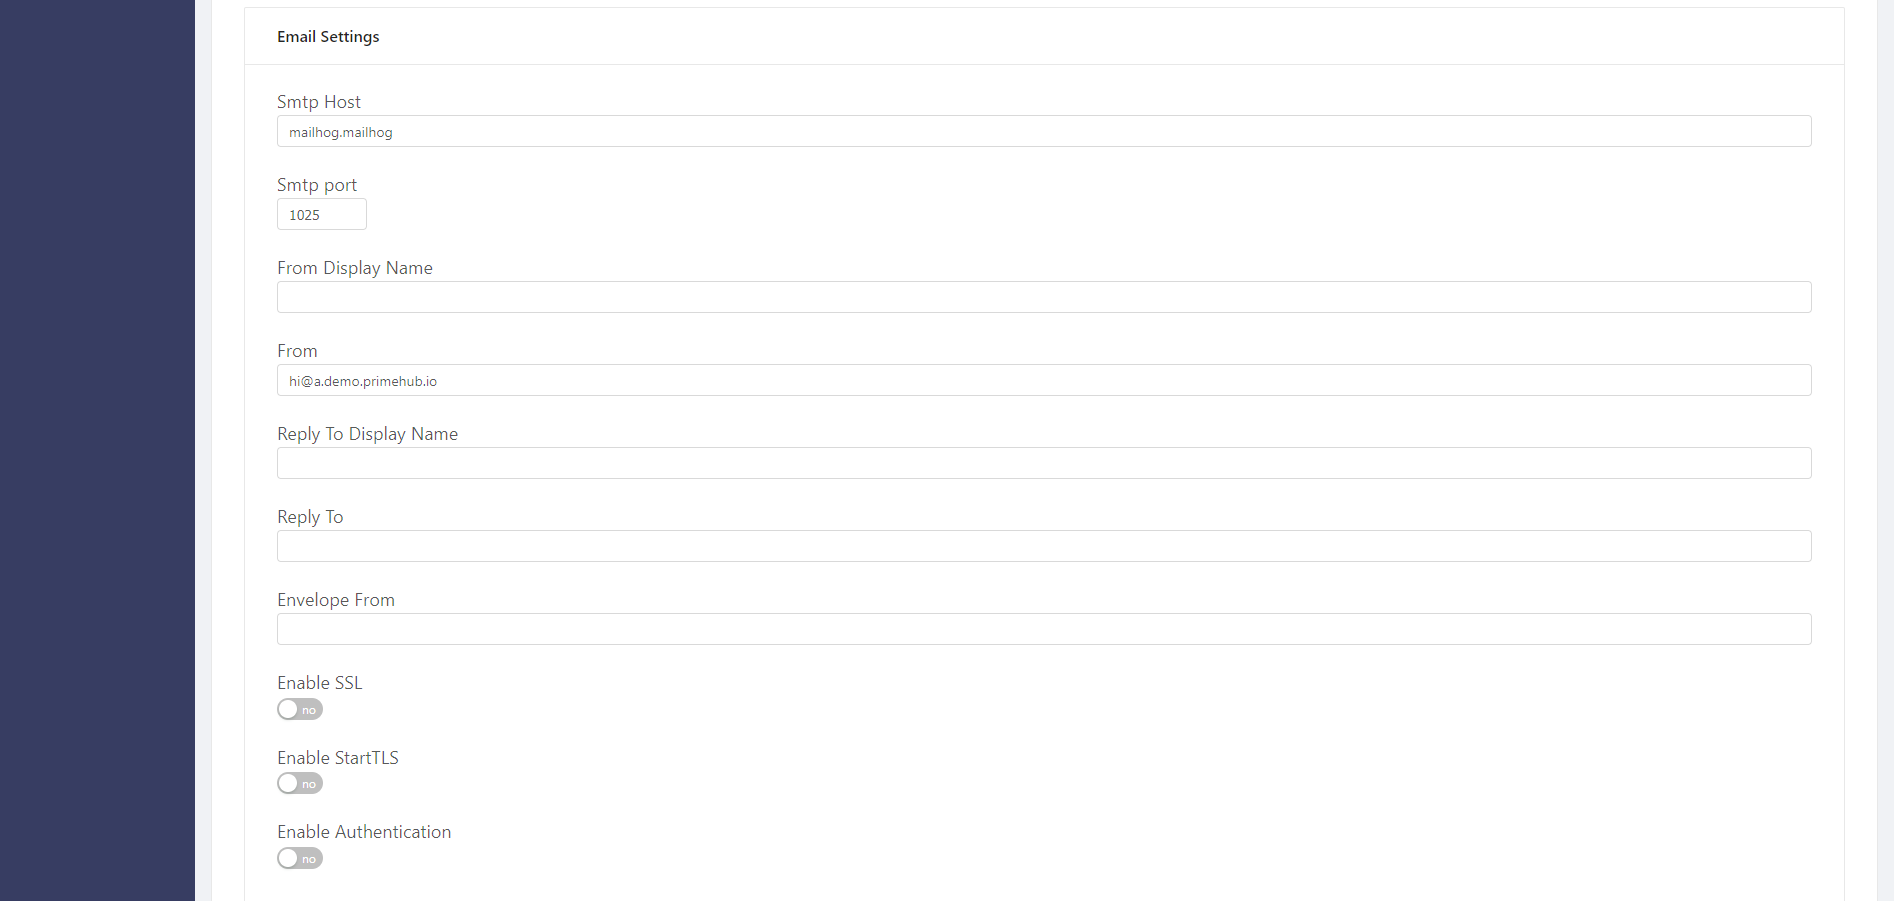 Email Settings
Smtp Host
mailhog.mailhog
Smtp port
1025
From Display Name
From
hi@a.demo.primehub.io
Reply To Display Name
Reply To
Envelope From
Enable SSL
no
Enable StartTLS
no
Enable Authentication
no